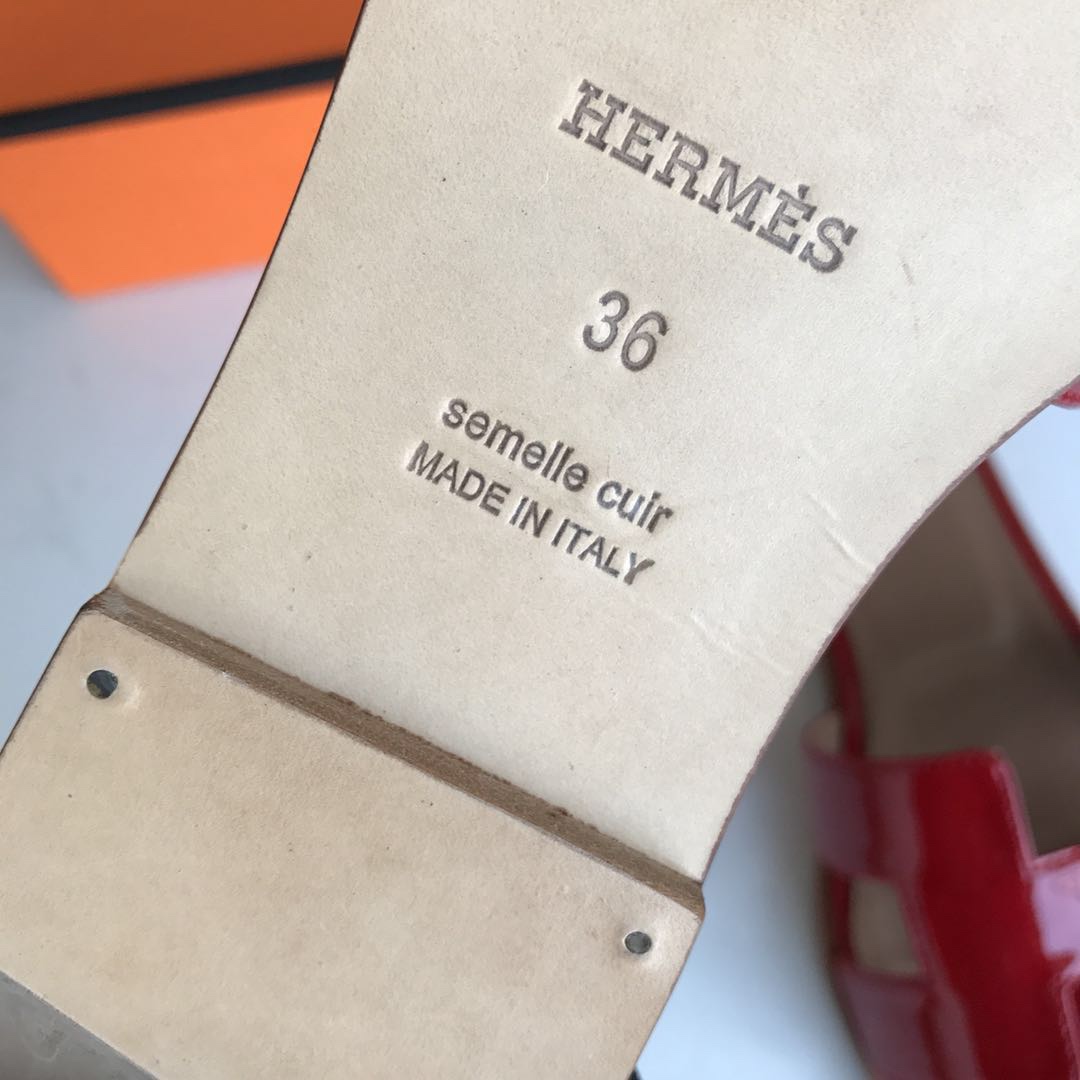 HERMÈS
36
semelle cuir
MADE IN ITALY